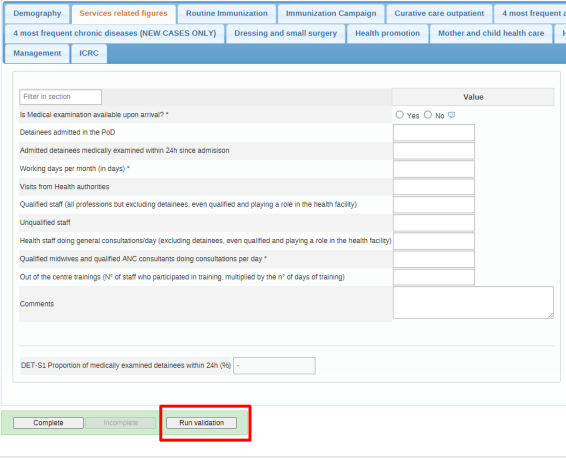 Demography Services related figures Routine Immunization Immunization Campaign Curative care outpatient 4 most frequent
4 most frequent chronic diseases (NEW CASES ONLY) Dressing and small surgery Health promotion Mother and child health care
Management ICRC
Filter in section Value
Is Medical examination available upon arrival? * Yes No
Detainees admitted in the PoD
Admitted detainees medically examined within 24h since admisison
Working days per month (in days) *
Visits from Health authorities
Qualified staff (all professions but excluding detainees, even qualified and playing a role in the health facility)
Unqualified staff
Health staff doing general consultations/day (excluding detainees, even qualified and playing a role in the health facility)
Qualified midwives and qualified ANC consultants doing consultations per day *
Out of the centre trainings (N° of staff who participated in training, multiplied by the n° of days of training)
Comments
DET-S1 Proportion of medically examined detainees within 24h (%) -
Complete Incomplete Run validation